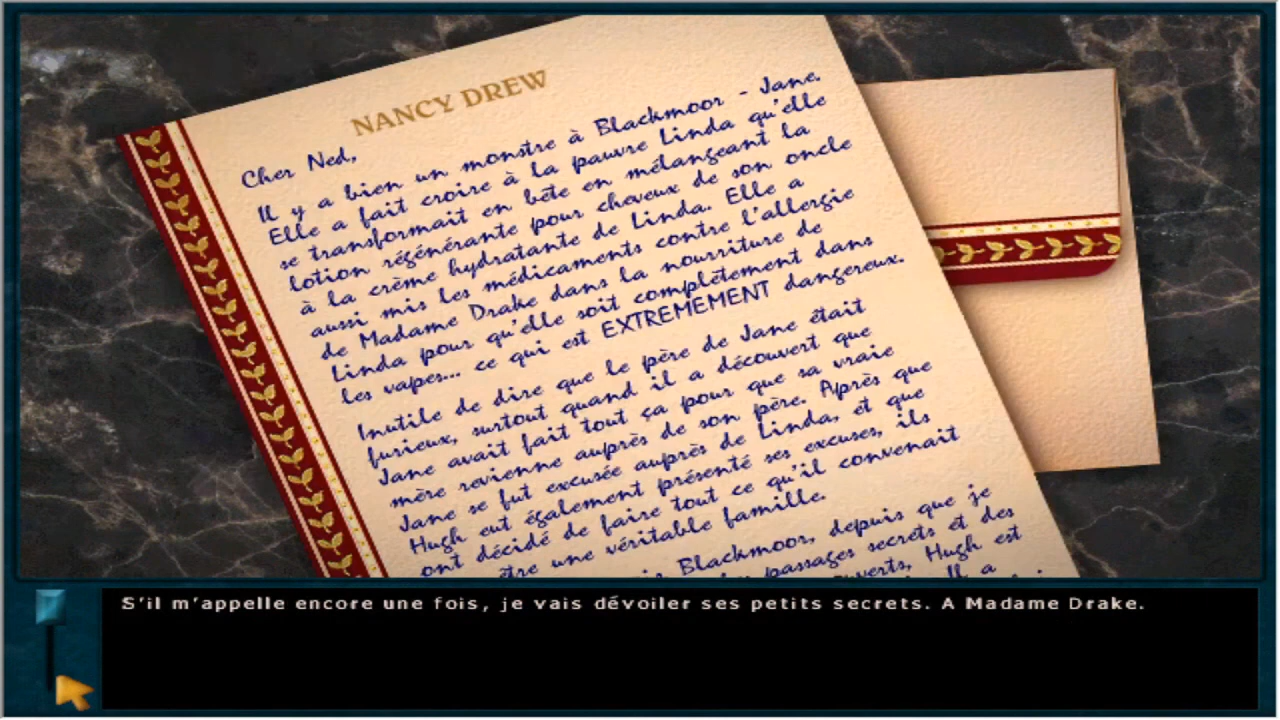 NANCY DREW
Cher Ned,
Il y a bien un monstre à Blackmoor - Jane.
Elle a fait croire à la pauvre Linda qu'elle
se transformait en bête en mélangeant la
lotion régénérante pour cheveux de son oncle
à la crème hydratante de Linda. Elle a
aussi mis les médicaments contre l'allergie
de Madame Drake dans la nourriture de
Linda pour qu'elle soit complètement dans
les vapes... ce qui est EXTREMEMENT dangereux.
Inutile de dire que le père de Jane était
furieux, surtout quand il a découvert que
Jane avait fait tout ça pour que sa vraie
mère revienne auprès de son père. Après que
Jane se fut excusée auprès de Linda, et que
Hugh eut également présenté ses excuses, ils
ont décidé de faire tout ce qu'il convenait
être une véritable famille.
Blackmoor, depuis que je
passages secrets et des
Hugh est
Il a
S'il m'appelle encore une fois, je vais dévoiler ses petits secrets. A Madame Drake.